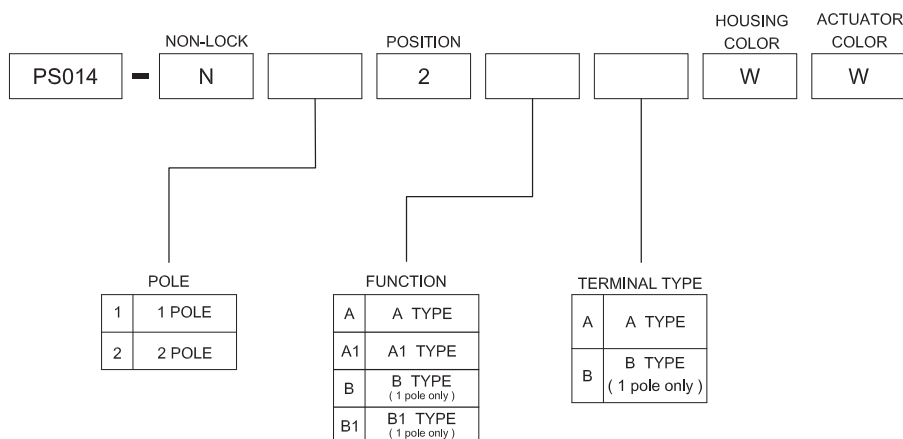 NON-LOCK
POSITION
HOUSING
COLOR
ACTUATOR
COLOR
PS014 - N 2 W W
POLE
1 1 POLE
2 2 POLE
FUNCTION
A A TYPE
A1 A1 TYPE
B B TYPE
( 1 pole only )
B1 B1 TYPE
( 1 pole only )
TERMINAL TYPE
A A TYPE
B B TYPE
( 1 pole only )